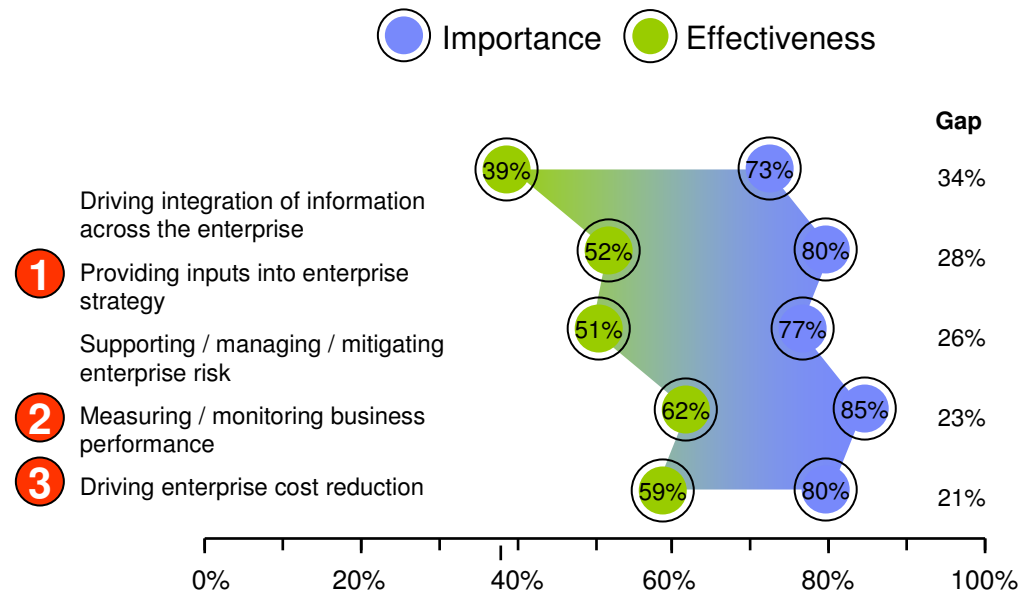 Importance Effectiveness
Gap
39% 73% 34%
Driving integration of information
across the enterprise
52% 80% 28%
1 Providing inputs into enterprise
strategy
51% 77% 26%
Supporting / managing / mitigating
enterprise risk
2 Measuring / monitoring business
performance
62% 85% 23%
3 Driving enterprise cost reduction
59% 80% 21%
0% 20% 40% 60% 80% 100%